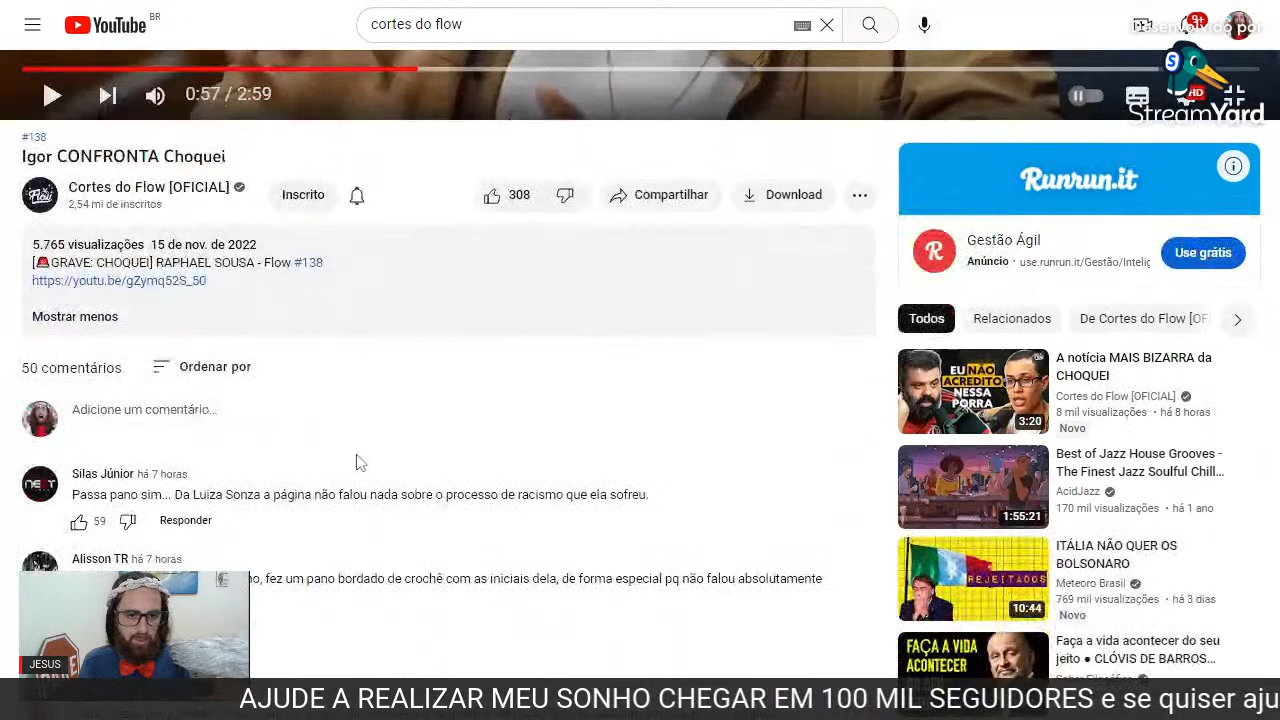 YouTube BR
cortes do flow
9+
Desenvolvido por
StreamYard
0:57 / 2:59
HD
#138
Igor CONFRONTA Choquei
Flow
Cortes do Flow [OFICIAL]
2,54 mi de inscritos
Inscrito
308
Compartilhar
Download
5.765 visualizações 15 de nov. de 2022
[🚨GRAVE: CHOQUEI] RAPHAEL SOUSA - Flow #138
https://youtu.be/gZymq52S_50
Mostrar menos
50 comentários
Ordenar por
Adicione um comentário...
NEXT
Silas Júnior há 7 horas
Passa pano sim... Da Luiza Sonza a página não falou nada sobre o processo de racismo que ela sofreu.
59
Responder
Alisson TR há 7 horas
no, fez um pano bordado de crochê com as iniciais dela, de forma especial pq não falou absolutamente
JESUS
Runrun.it
R
Gestão Ágil
Anúncio · use.runrun.it/Gestão/Intelig
Use grátis
Todos
Relacionados
De Cortes do Flow [OF
EU NÃO
ACREDITO
NESSA
PORRA
3:20
A notícia MAIS BIZARRA da
CHOQUEI
Cortes do Flow [OFICIAL]
8 mil visualizações · há 8 horas
Novo
1:55:21
Best of Jazz House Grooves -
The Finest Jazz Soulful Chill...
AcidJazz
170 mil visualizações · há 1 ano
REJEITADOS
10:44
ITÁLIA NÃO QUER OS
BOLSONARO
Meteoro Brasil
769 mil visualizações · há 3 dias
Novo
FAÇA A VIDA
ACONTECER
Faça a vida acontecer do seu
jeito ● CLÓVIS DE BARROS...
AJUDE A REALIZAR MEU SONHO CHEGAR EM 100 MIL SEGUIDORES e se quiser aju